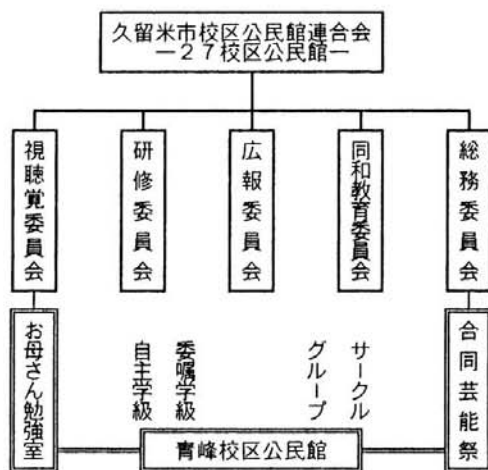 久留米市校区公民館連合会
―２７校区公民館―
視聴覚委員会
研修委員会
広報委員会
同和教育委員会
総務委員会
お母さん勉強室
自主学級
委嘱学級
グループ
サークル
合同芸能祭
青峰校区公民館